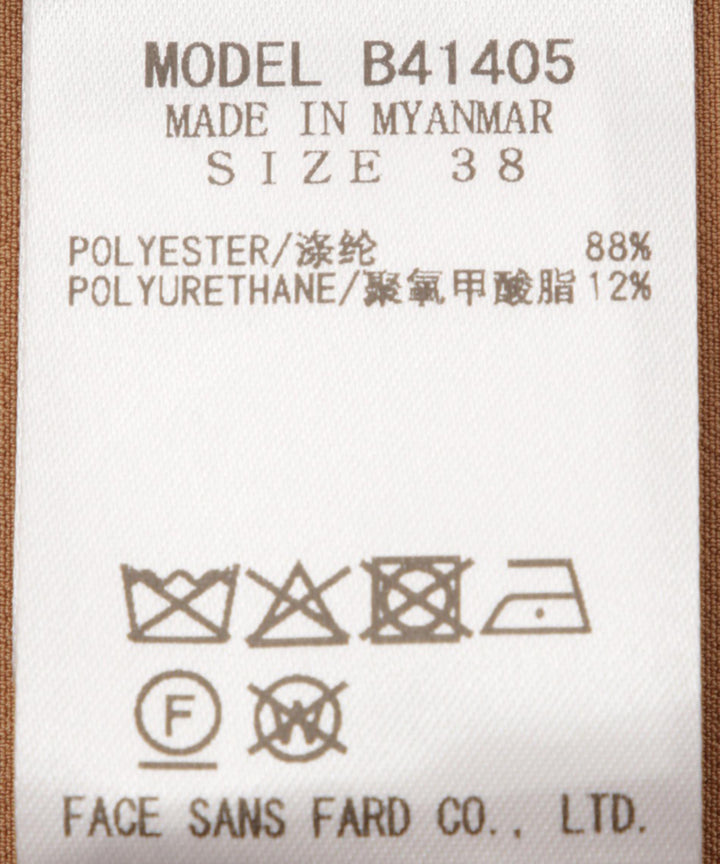 MODEL B41405
MADE IN MYANMAR
SIZE 38
POLYESTER/涤纶 88%
POLYURETHANE/聚氨甲酸脂 12%
F W
FACE SANS FARD CO., LTD.